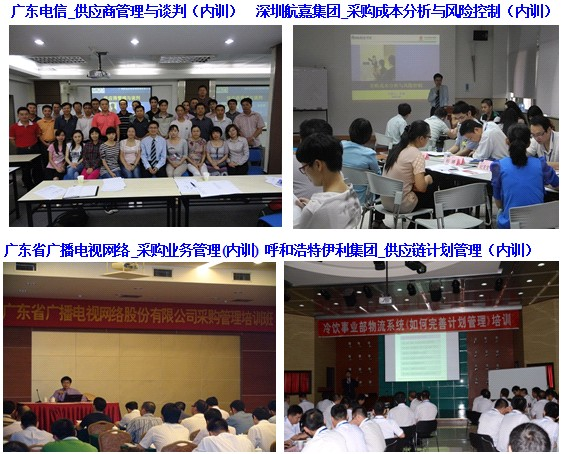 广东电信_供应商管理与谈判（内训）
深圳航嘉集团_采购成本分析与风险控制（内训）
广东省广播电视网络_采购业务管理(内训)
呼和浩特伊利集团_供应链计划管理（内训）
广东省广播电视网络股份有限公司采购管理培训班
冷饮事业部物流系统(如何完善计划管理)培训